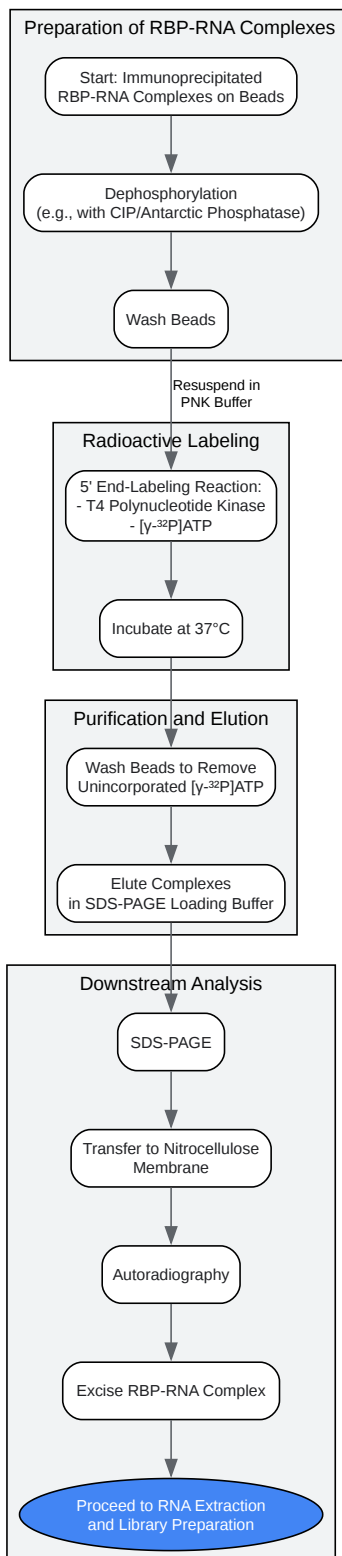 Preparation of RBP-RNA Complexes
Start: Immunoprecipitated
RBP-RNA Complexes on Beads
Dephosphorylation
(e.g., with CIP/Antarctic Phosphatase)
Wash Beads
Resuspend in
PNK Buffer
Radioactive Labeling
5' End-Labeling Reaction:
- T4 Polynucleotide Kinase
- [γ-³²P]ATP
Incubate at 37°C
Purification and Elution
Wash Beads to Remove
Unincorporated [γ-³²P]ATP
Elute Complexes
in SDS-PAGE Loading Buffer
Downstream Analysis
SDS-PAGE
Transfer to Nitrocellulose
Membrane
Autoradiography
Excise RBP-RNA Complex
Proceed to RNA Extraction
and Library Preparation